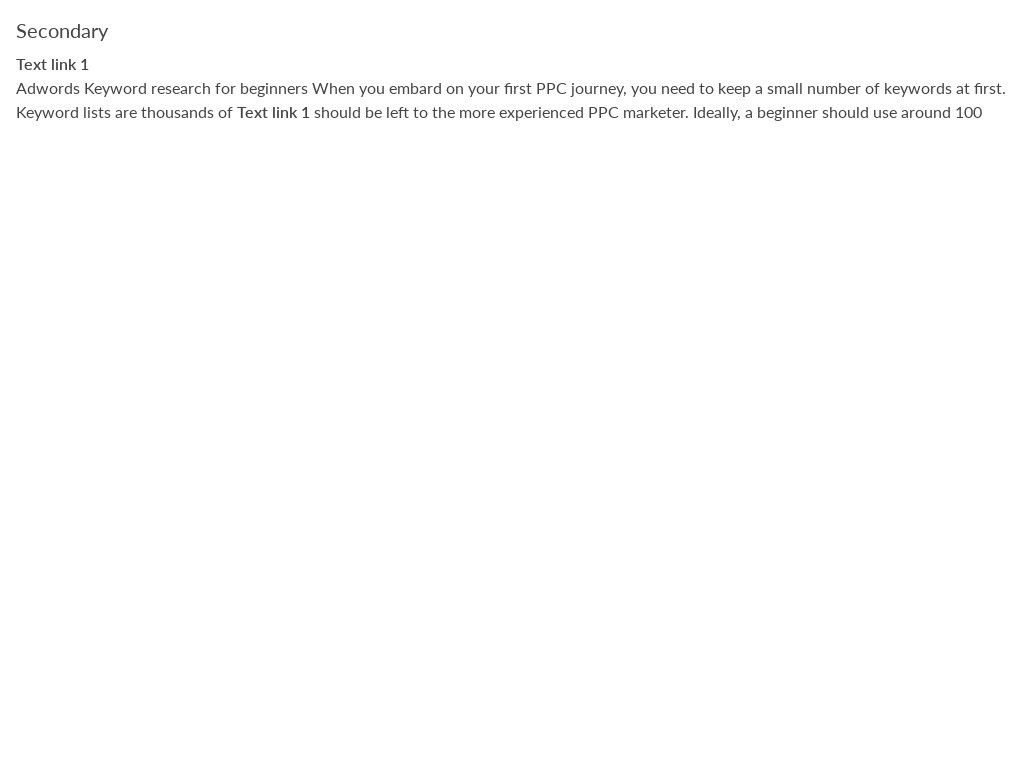 Secondary
Text link 1
Adwords Keyword research for beginners When you embard on your first PPC journey, you need to keep a small number of keywords at first.
Keyword lists are thousands of Text link 1 should be left to the more experienced PPC marketer. Ideally, a beginner should use around 100